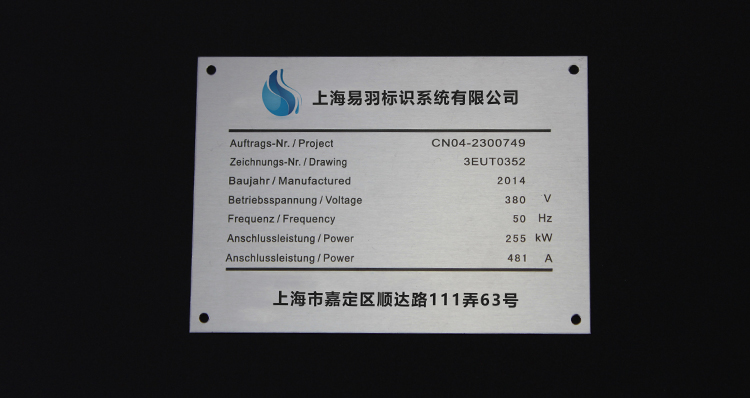 上海易羽标识系统有限公司
Auftrags-Nr. / Project CN04-2300749
Zeichnungs-Nr. / Drawing 3EUT0352
Baujahr / Manufactured 2014
Betriebsspannung / Voltage 380 V
Frequenz / Frequency 50 Hz
Anschlussleistung / Power 255 kW
Anschlussleistung / Power 481 A
上海市嘉定区顺达路111弄63号